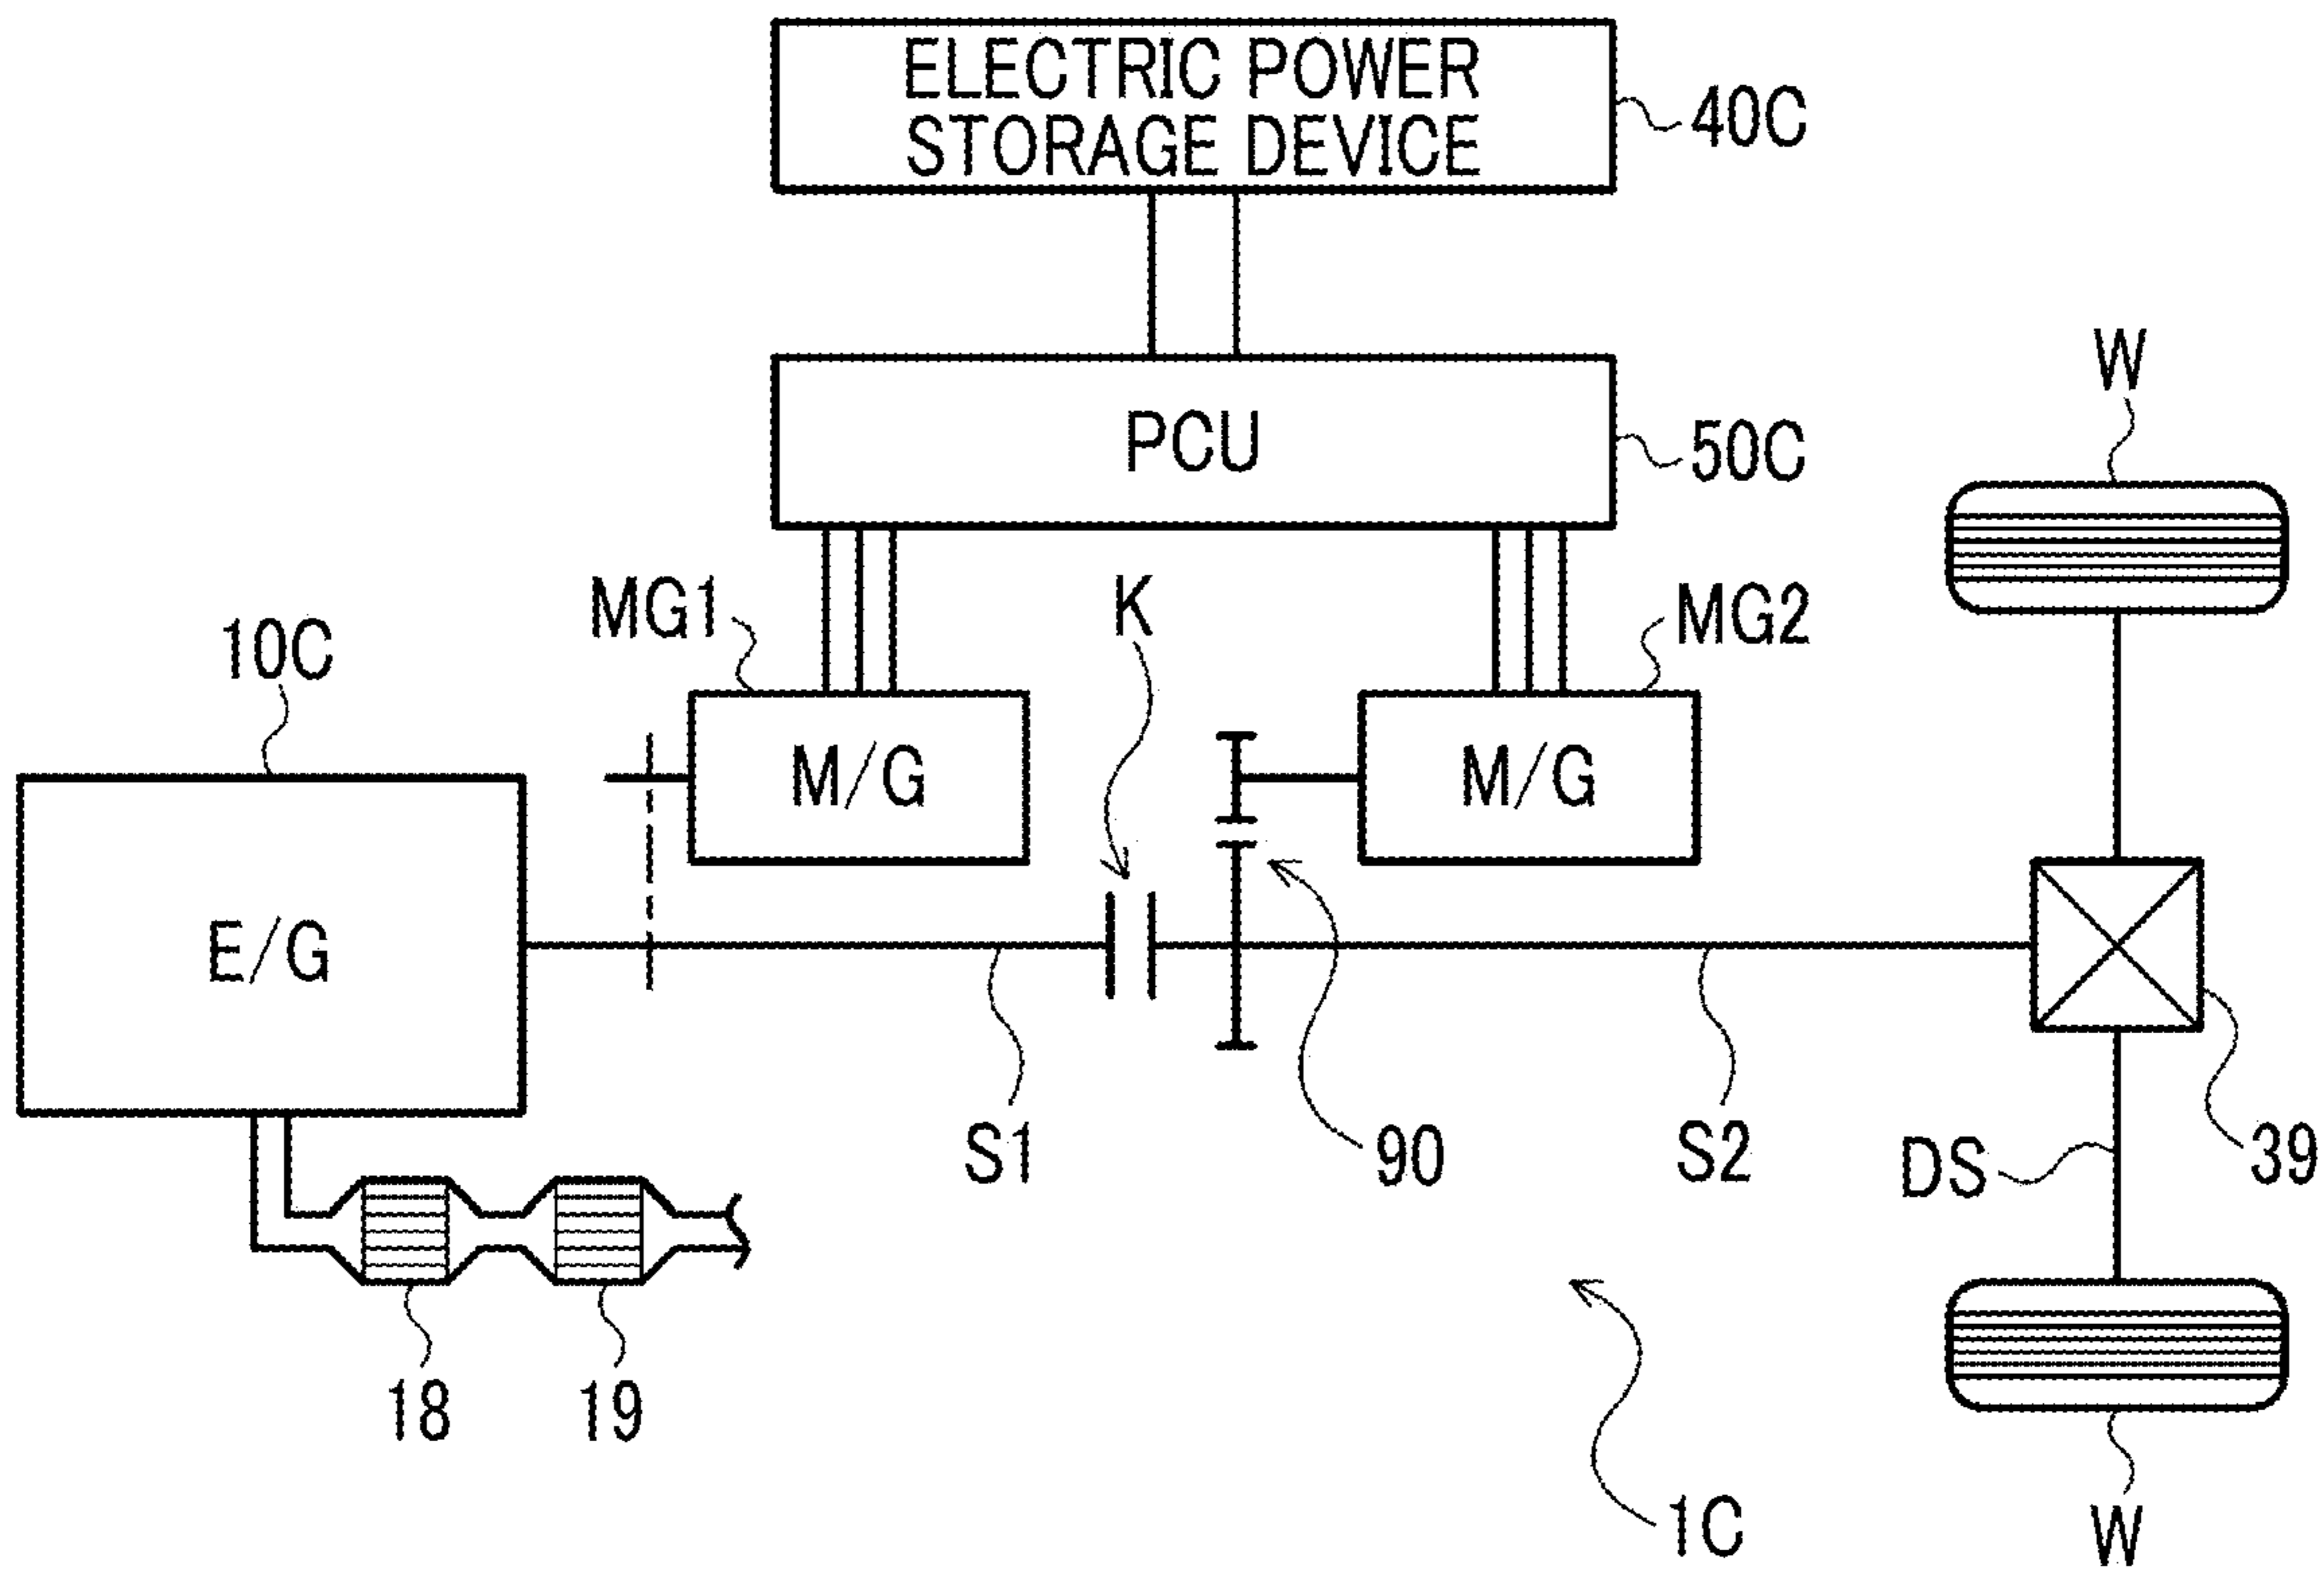 ELECTRIC POWER
STORAGE DEVICE
40C
PCU
50C
W
MG1
K
MG2
10C
M/G
M/G
E/G
S1
90
S2
DS
39
18
19
1C
W